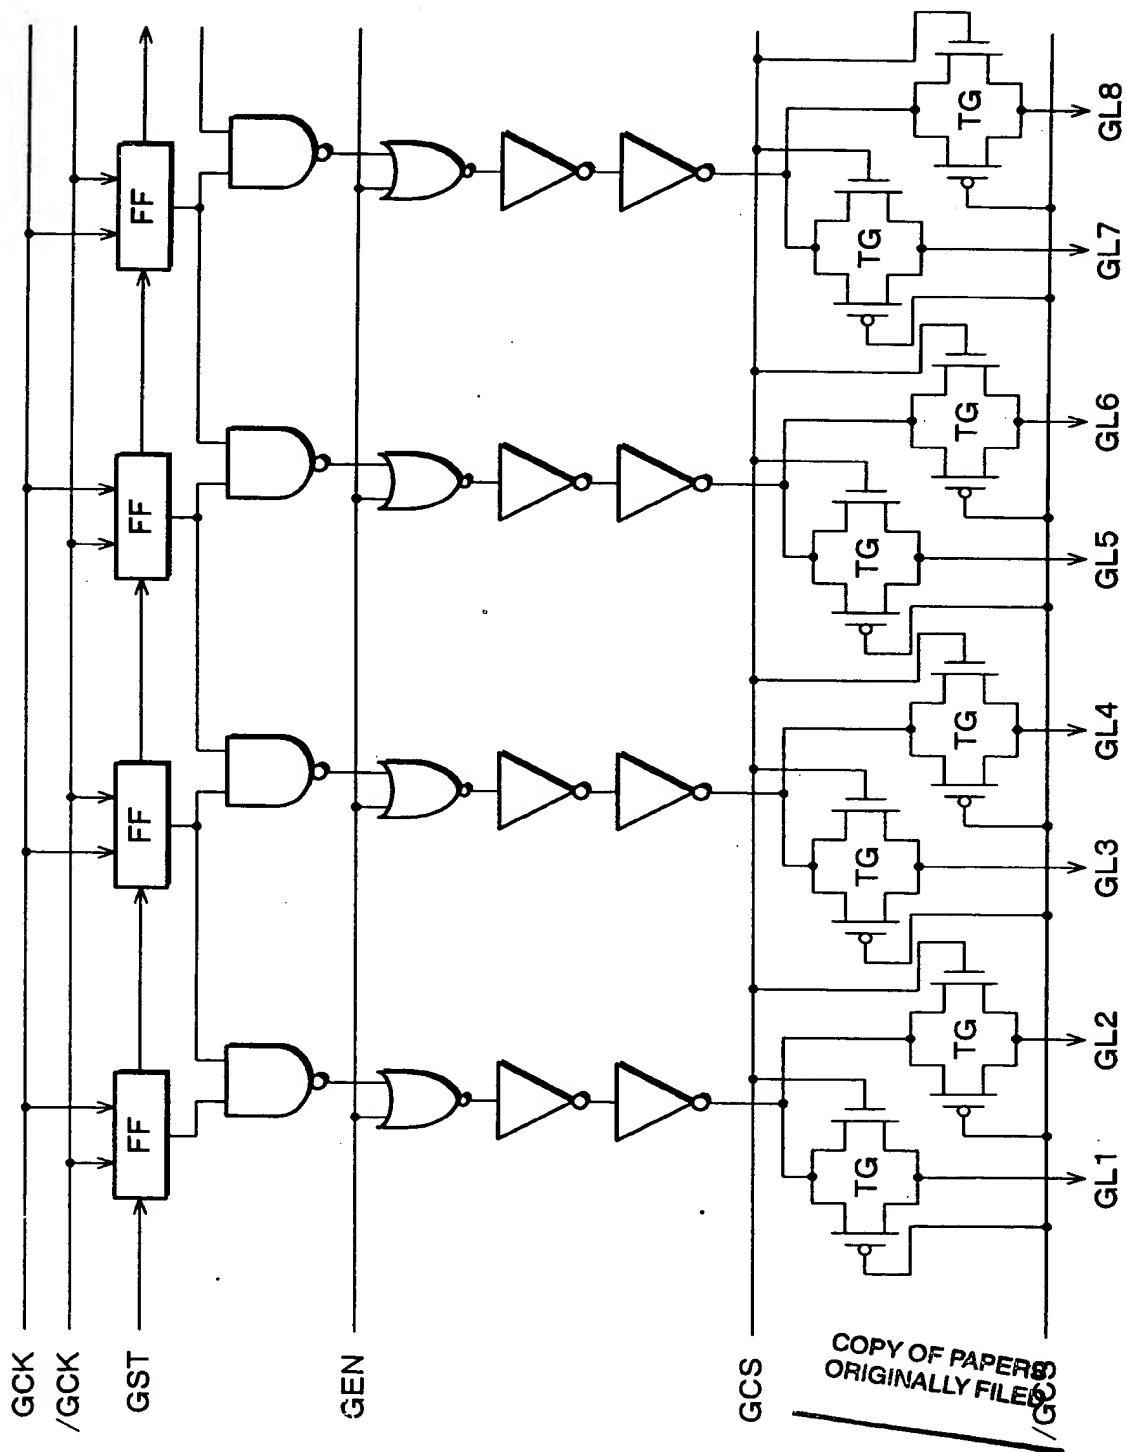 GCK
/GCK
GST
GEN
GCS
/GCS
FF
FF
FF
FF
TG
TG
TG
TG
TG
TG
TG
TG
GL1
GL2
GL3
GL4
GL5
GL6
GL7
GL8
COPY OF PAPERS
ORIGINALLY FILED